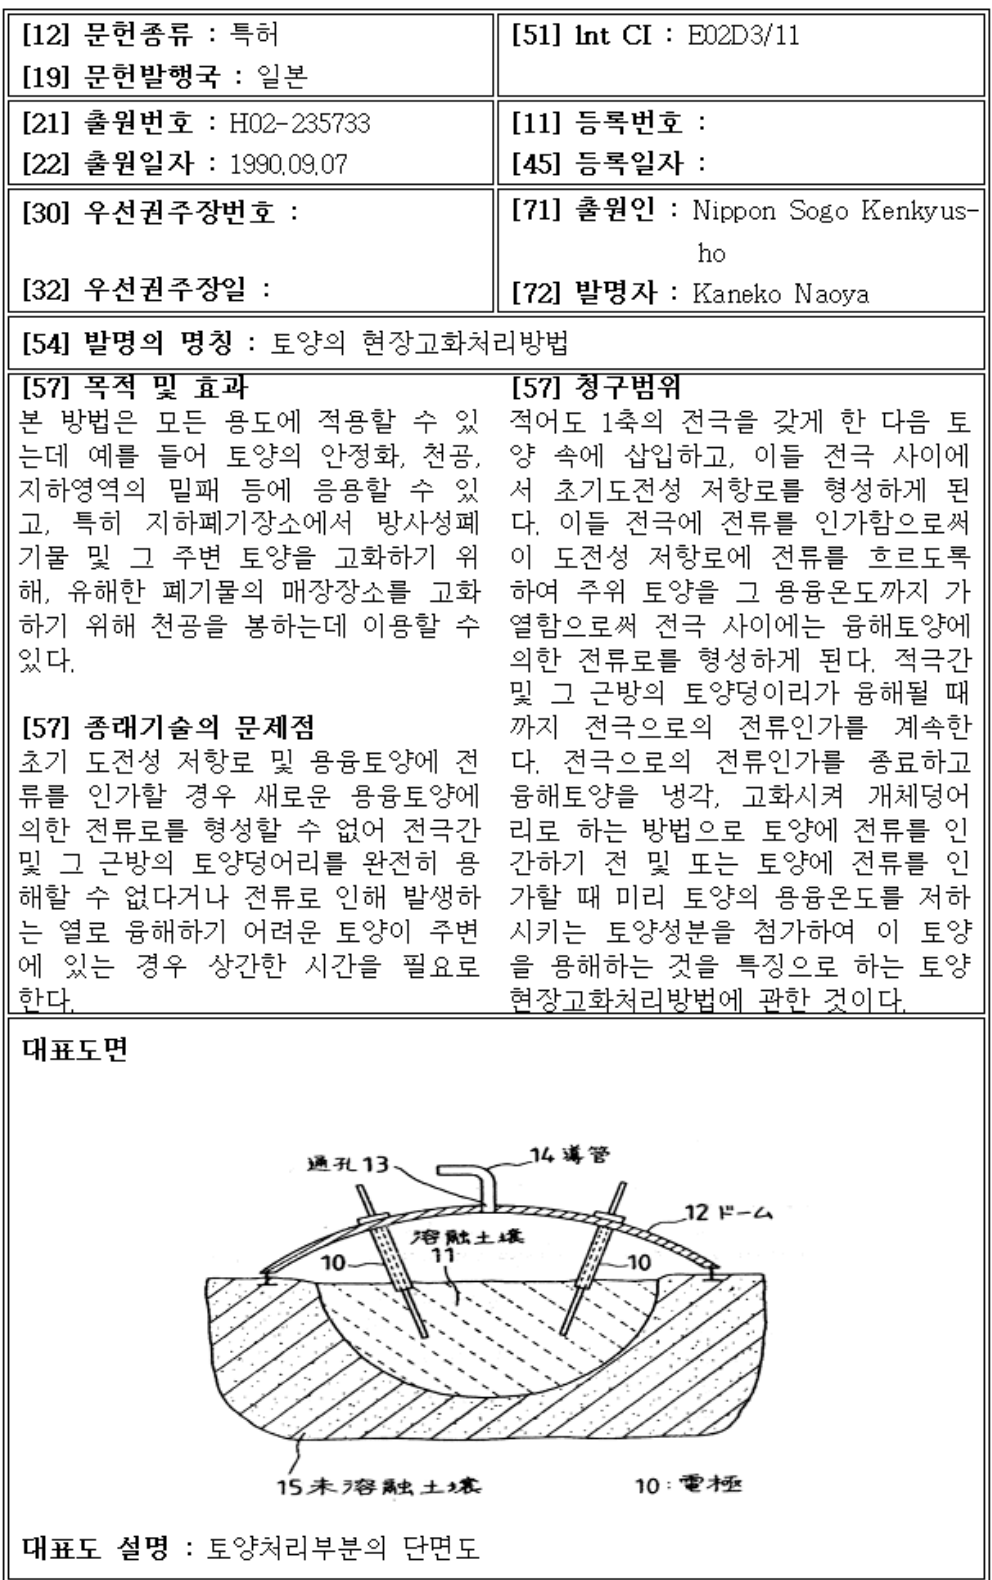 [12] 문헌종류 : 특허
[19] 문헌발행국 : 일본
[51] Int CI : E02D3/11
[21] 출원번호 : H02-235733
[22] 출원일자 : 1990,09,07
[11] 등록번호 :
[45] 등록일자 :
[30] 우선권주장번호 :
[32] 우선권주장일 :
[71] 출원인 : Nippon Sogo Kenkyus-
ho
[72] 발명자 : Kaneko Naoya
[54] 발명의 명칭 : 토양의 현장고화처리방법
[57] 목적 및 효과
본 방법은 모든 용도에 적용할 수 있
는데 예를 들어 토양의 안정화, 천공,
지하영역의 밀패 등에 응용할 수 있
고, 특히 지하폐기장소에서 방사성폐
기물 및 그 주변 토양을 고화하기 위
해, 유해한 폐기물의 매장장소를 고화
하기 위해 천공을 봉하는데 이용할 수
있다.
[57] 종래기술의 문제점
초기 도전성 저항로 및 용융토양에 전
류를 인가할 경우 새로운 용융토양에
의한 전류로를 형성할 수 없어 전극간
및 그 근방의 토양덩어리를 완전히 용
해할 수 없다거나 전류로 인해 발생하
는 열로 융해하기 어려운 토양이 주변
에 있는 경우 상간한 시간을 필요로
한다.
[57] 청구범위
적어도 1축의 전극을 갖게 한 다음 토
양 속에 삽입하고, 이들 전극 사이에
서 초기도전성 저항로를 형성하게 된
다. 이들 전극에 전류를 인가함으로써
이 도전성 저항로에 전류를 흐르도록
하여 주위 토양을 그 용융온도까지 가
열함으로써 전극 사이에는 융해토양에
의한 전류로를 형성하게 된다. 적극간
및 그 근방의 토양덩이리가 융해될 때
까지 전극으로의 전류인가를 계속한
다. 전극으로의 전류인가를 종료하고
융해토양을 냉각, 고화시켜 개체덩어
리로 하는 방법으로 토양에 전류를 인
간하기 전 및 또는 토양에 전류를 인
가할 때 미리 토양의 용융온도를 저하
시키는 토양성분을 첨가하여 이 토양
을 용해하는 것을 특징으로 하는 토양
현장고화처리방법에 관한 것이다.
대표도면
通孔 13
14 導管
12 ドーム
溶融土壌
11
10
10
15 未溶融土壌
10 : 電極
대표도 설명 : 토양처리부분의 단면도